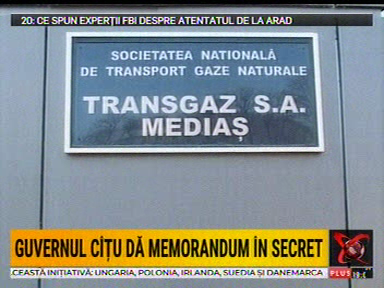 20: CE SPUN EXPERȚII FBI DESPRE ATENTATUL DE LA ARAD
SOCIETATEA NATIONALĂ
DE TRANSPORT GAZE NATURALE
TRANSGAZ S.A.
MEDIAȘ
GUVERNUL CÎȚU DĂ MEMORANDUM ÎN SECRET
CEASTĂ INIȚIATIVĂ: UNGARIA, POLONIA, IRLANDA, SUEDIA ȘI DANEMARCA
PLUS